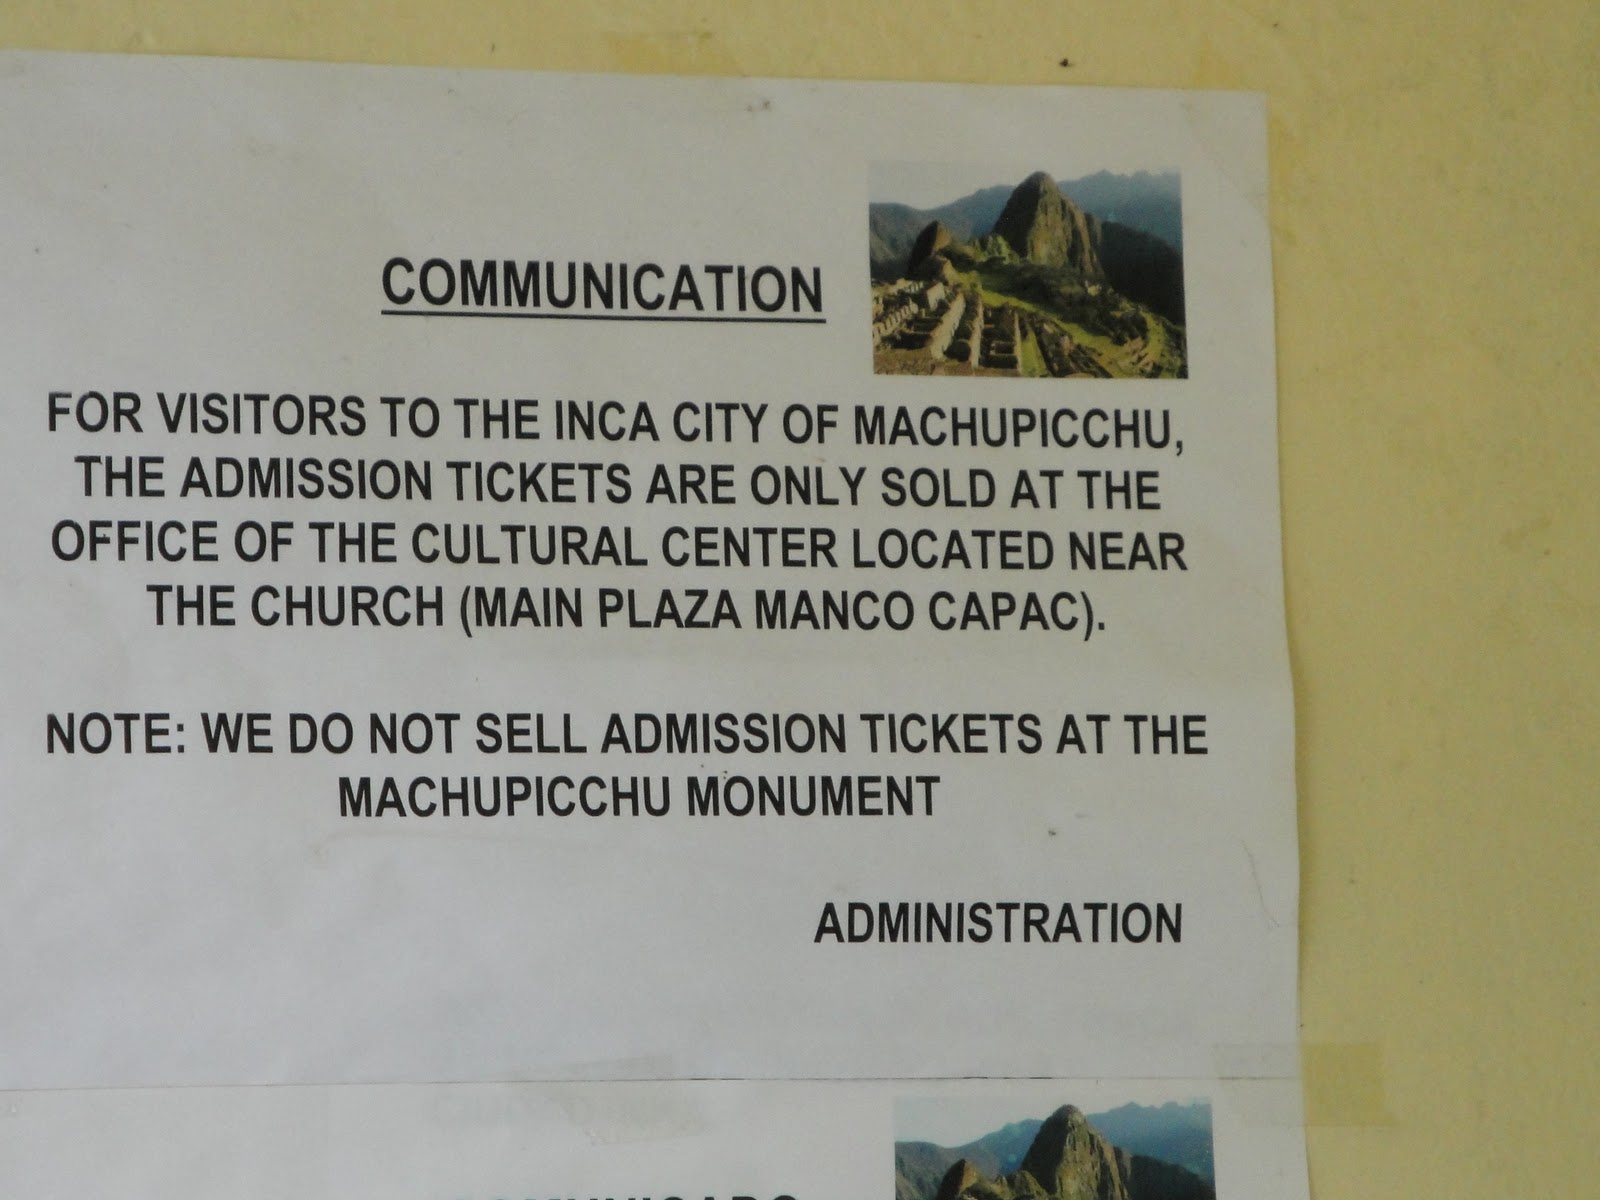 COMMUNICATION
FOR VISITORS TO THE INCA CITY OF MACHUPICCHU,
THE ADMISSION TICKETS ARE ONLY SOLD AT THE
OFFICE OF THE CULTURAL CENTER LOCATED NEAR
THE CHURCH (MAIN PLAZA MANCO CAPAC).
NOTE: WE DO NOT SELL ADMISSION TICKETS AT THE
MACHUPICCHU MONUMENT
ADMINISTRATION